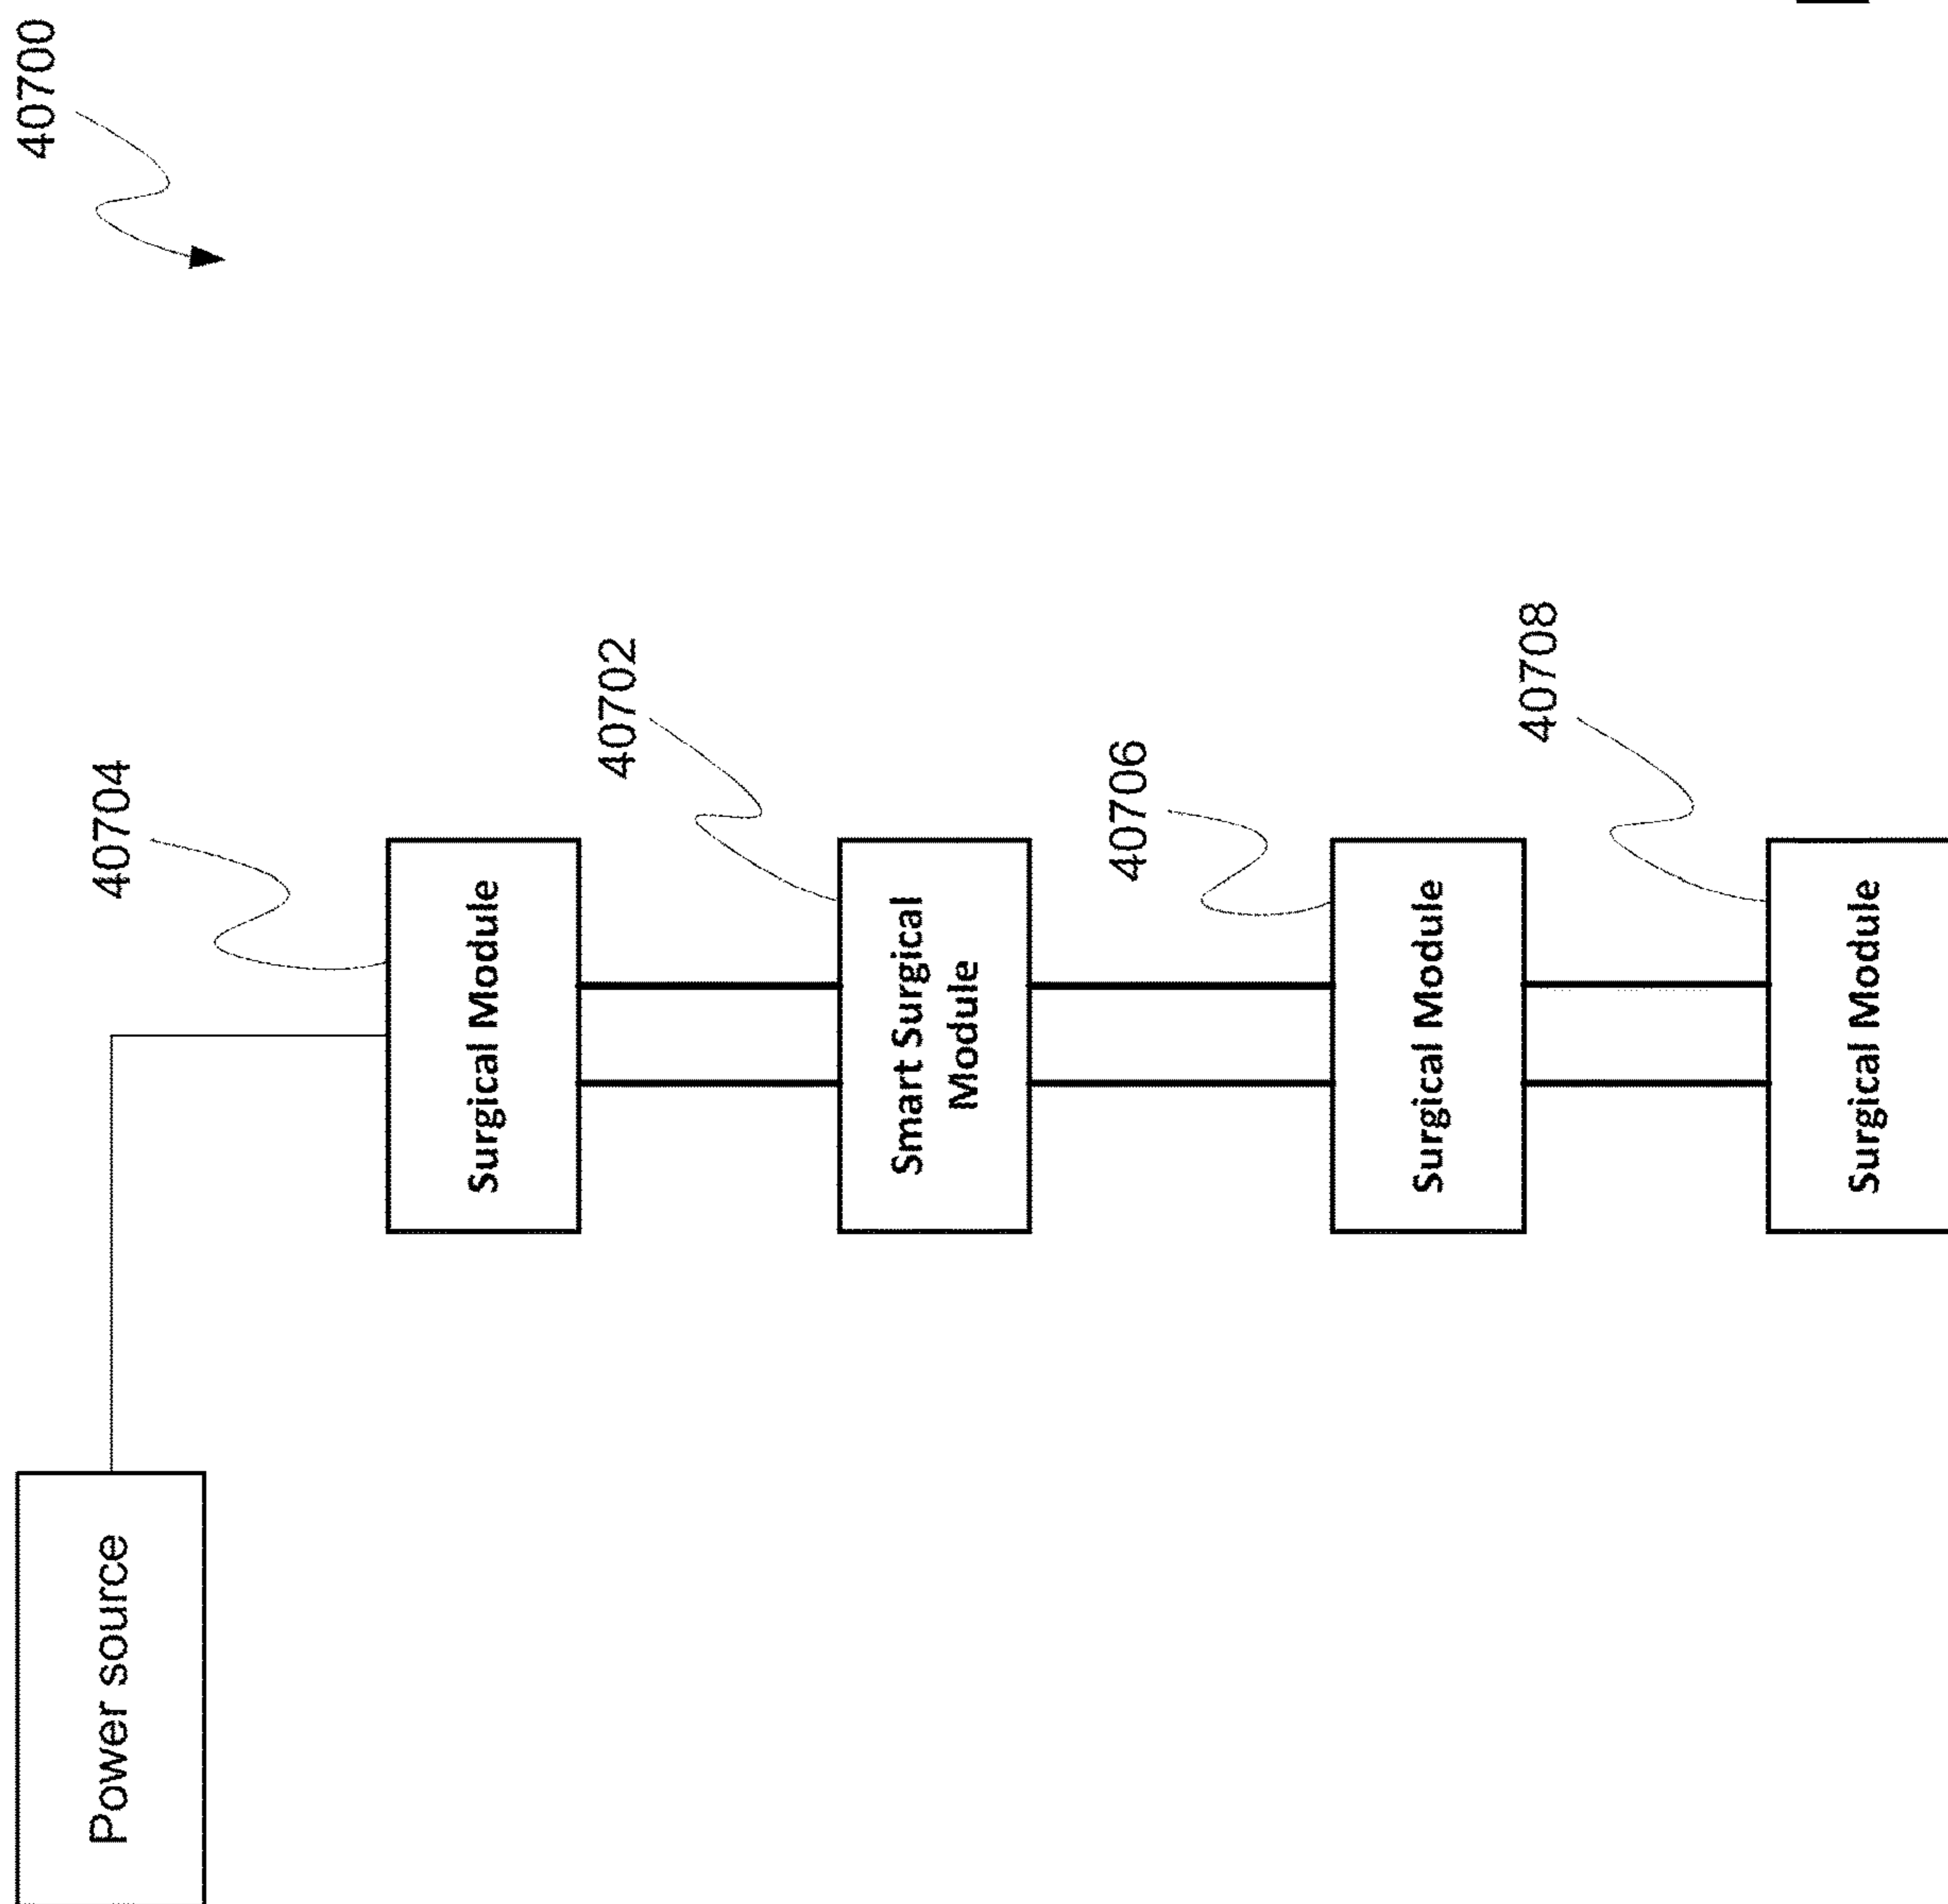 40700
40704
40702
40706
40708
Power source
Surgical Module
Smart Surgical
Module
Surgical Module
Surgical Module